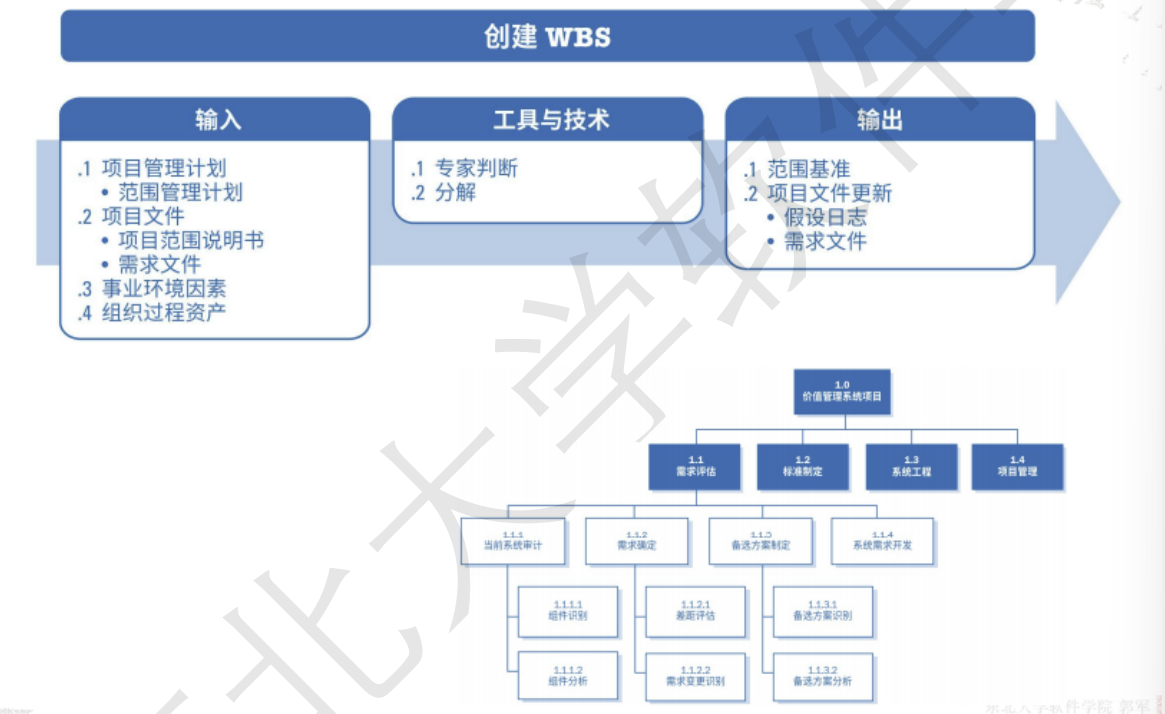 创建 WBS
输入
.1 项目管理计划
• 范围管理计划
.2 项目文件
• 项目范围说明书
• 需求文件
.3 事业环境因素
.4 组织过程资产
工具与技术
.1 专家判断
.2 分解
输出
.1 范围基准
.2 项目文件更新
• 假设日志
• 需求文件
1.0
价值管理系统项目
1.1
需求评估
1.2
标准制定
1.3
系统工程
1.4
项目管理
1.1.1
当前系统审计
1.1.2
需求确定
1.1.3
备选方案制定
1.1.4
系统需求开发
1.1.1.1
组件识别
1.1.2.1
差距评估
1.1.3.1
备选方案识别
1.1.1.2
组件分析
1.1.2.2
需求变更识别
1.1.3.2
备选方案分析
北大学软件
东北大学软件学院 郭军